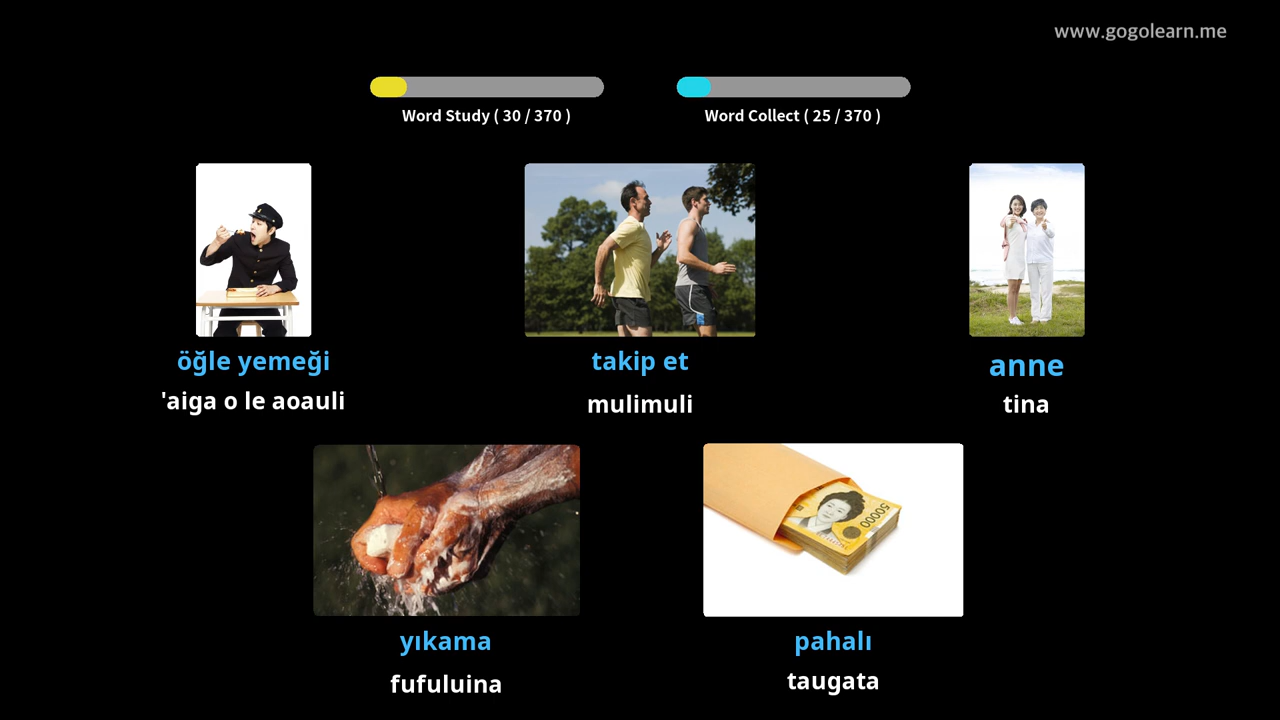 www.gogolearn.me
Word Study ( 30 / 370 )
Word Collect ( 25 / 370 )
öğle yemeği
'aiga o le aoauli
takip et
mulimuli
anne
tina
50000
yıkama
fufuluina
pahalı
taugata